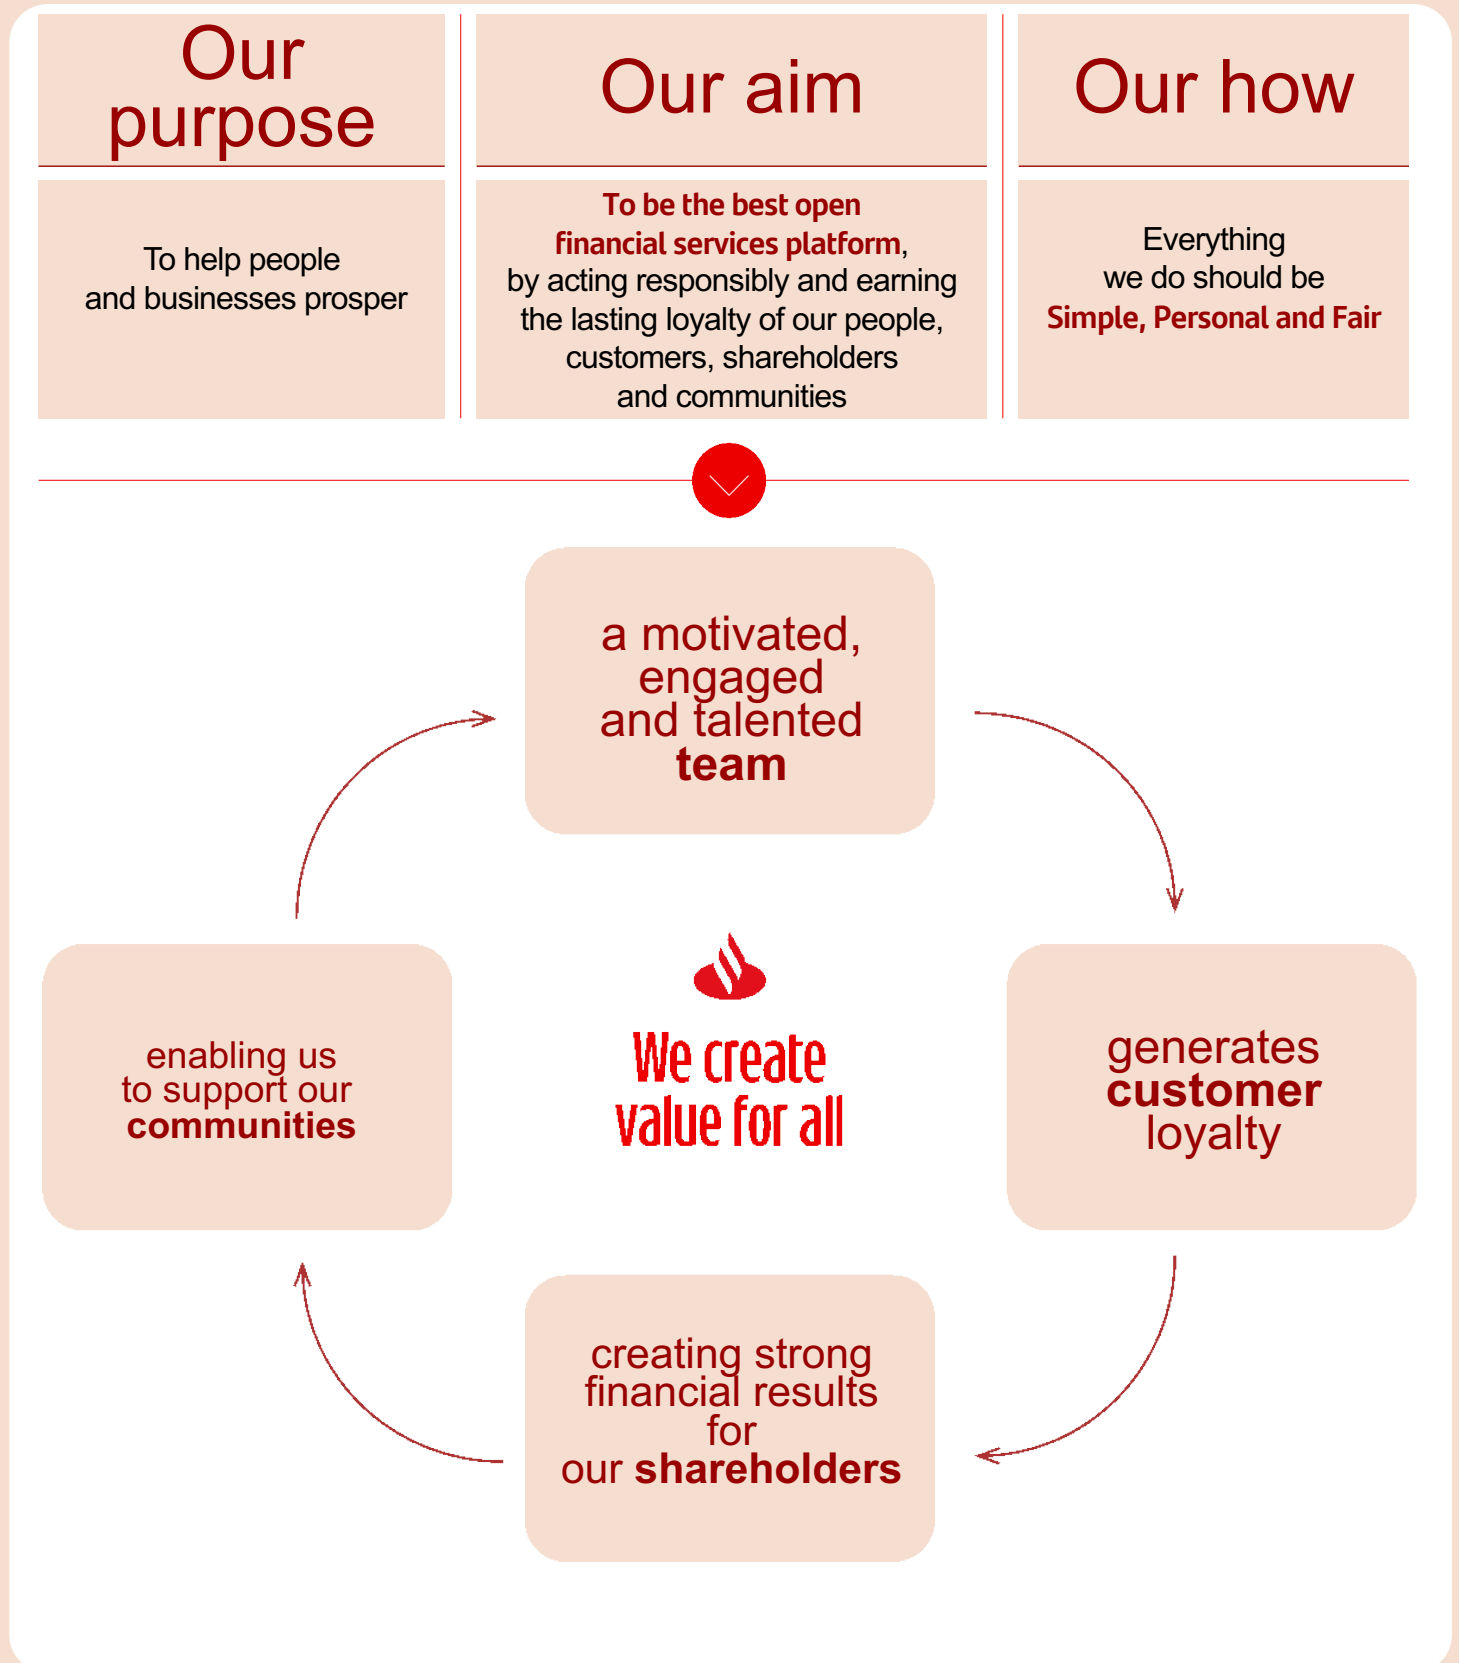 Our
purpose
Our aim
Our how
To help people
and businesses prosper
To be the best open
financial services platform,
by acting responsibly and earning
the lasting loyalty of our people,
customers, shareholders
and communities
Everything
we do should be
Simple, Personal and Fair
a motivated,
engaged
and talented
team
generates
customer
loyalty
creating strong
financial results
for
our shareholders
enabling us
to support our
communities
We create
value for all